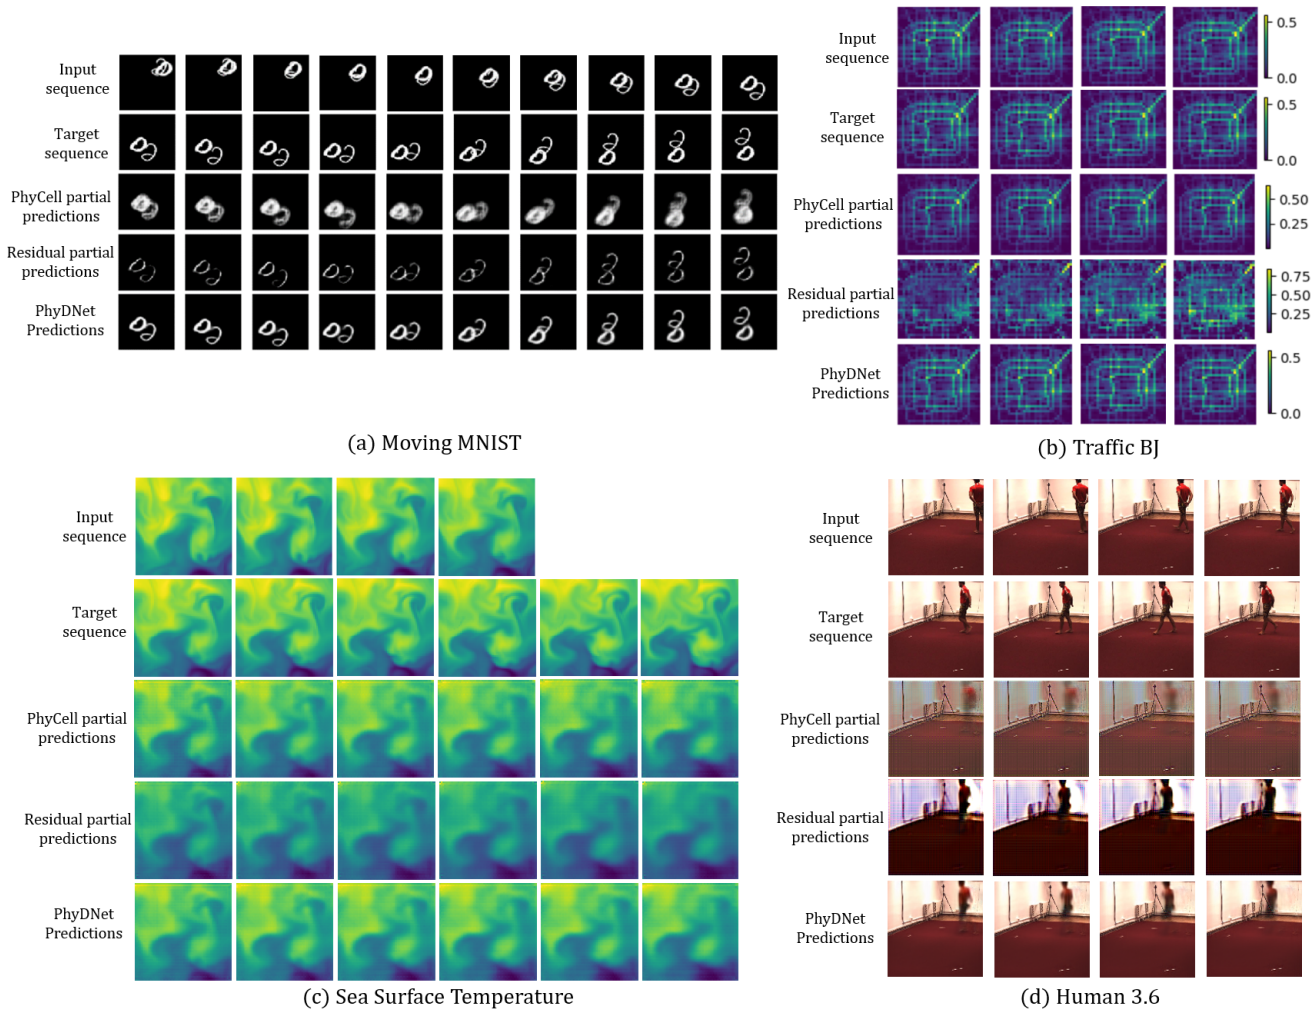 Input
sequence
Target
sequence
PhyCell partial
predictions
Residual partial
predictions
PhyDNet
Predictions
(a) Moving MNIST
Input
sequence
0.5
0.0
Target
sequence
0.5
0.0
PhyCell partial
predictions
0.50
0.25
Residual partial
predictions
0.75
0.50
0.25
PhyDNet
Predictions
0.5
0.0
(b) Traffic BJ
Input
sequence
Target
sequence
PhyCell partial
predictions
Residual partial
predictions
PhyDNet
Predictions
(c) Sea Surface Temperature
Input
sequence
Target
sequence
PhyCell partial
predictions
Residual partial
predictions
PhyDNet
Predictions
(d) Human 3.6